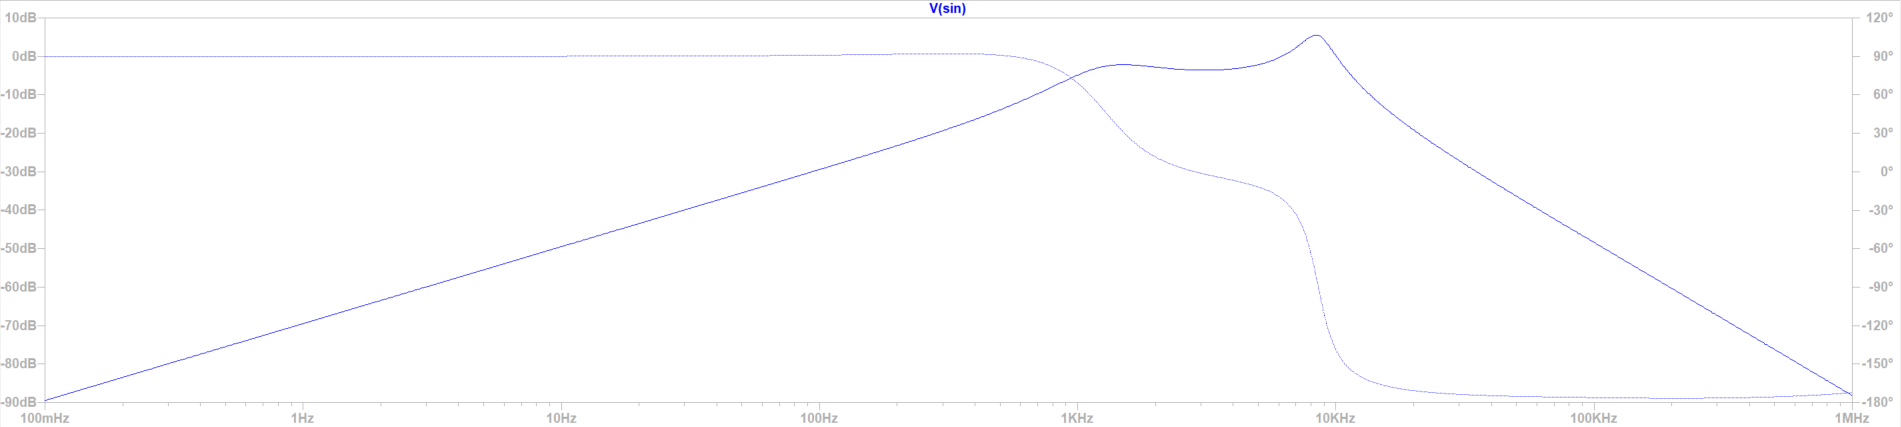 V(sin)
10dB 120°
0dB 90°
-10dB 60°
-20dB 30°
-30dB 0°
-40dB -30°
-50dB -60°
-60dB -90°
-70dB -120°
-80dB -150°
-90dB -180°
100mHz 1Hz 10Hz 100Hz 1KHz 10KHz 100KHz 1MHz